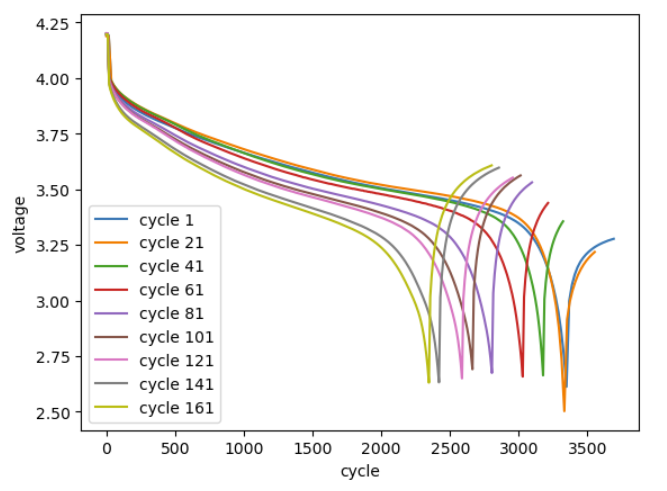 4.25
4.00
3.75
3.50
3.25
3.00
2.75
2.50
voltage
cycle 1
cycle 21
cycle 41
cycle 61
cycle 81
cycle 101
cycle 121
cycle 141
cycle 161
0 500 1000 1500 2000 2500 3000 3500
cycle